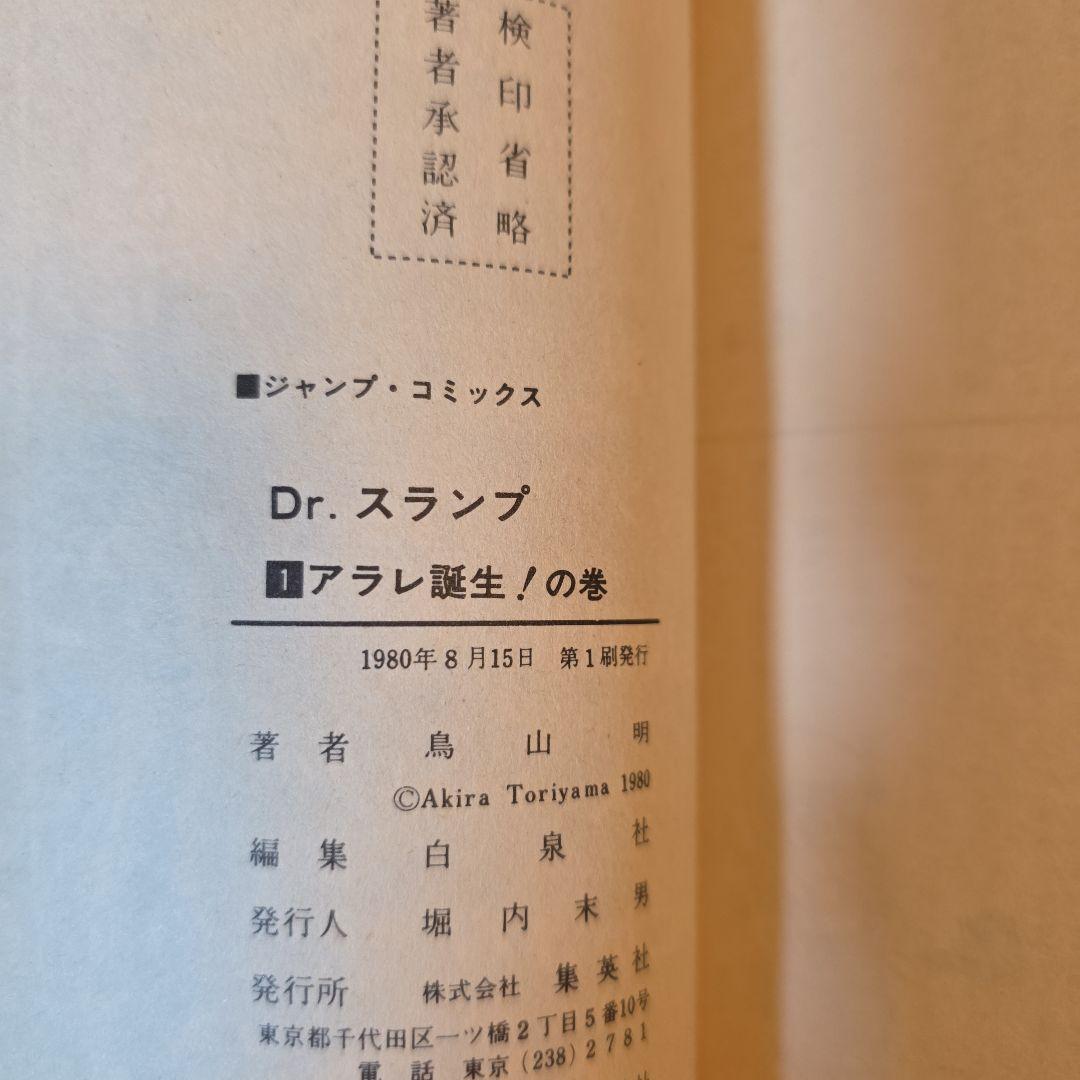 検印省略
著者承認済
■ジャンプ・コミックス
Dr.スランプ
1アラレ誕生!の巻
1980年8月15日 第1刷発行
著者 鳥山明
©Akira Toriyama 1980
編集 白泉社
発行人 堀内末男
発行所 株式会社 集英社
東京都千代田区一ツ橋2丁目5番10号
電話 東京(238)2781